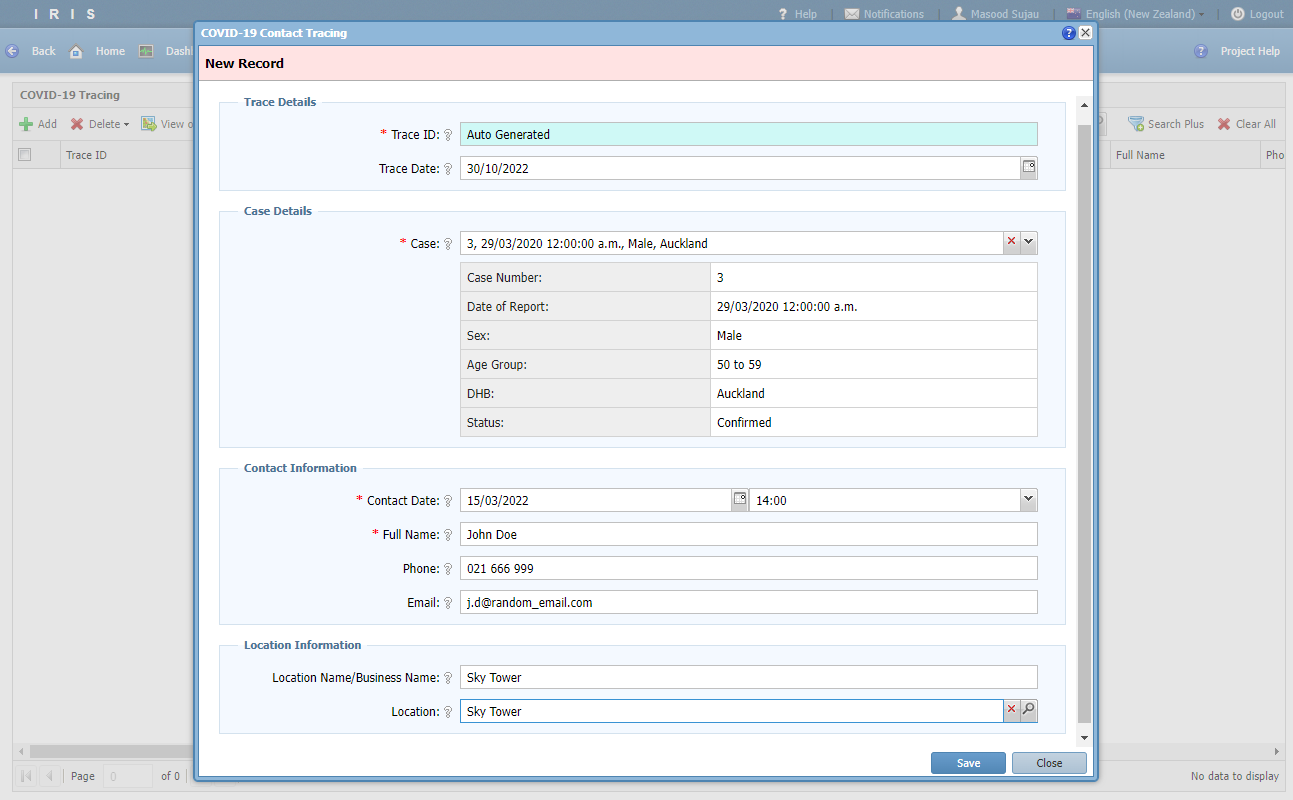 I R I S
Help
Notifications
Masood Sujau
English (New Zealand)
Logout
Back
Home
Project Help
COVID-19 Contact Tracing
New Record
COVID-19 Tracing
Add
Delete
View
Search Plus
Clear All
Trace ID
Full Name
Trace Details
* Trace ID: Auto Generated
Trace Date: 30/10/2022
Case Details
* Case: 3, 29/03/2020 12:00:00 a.m., Male, Auckland
Case Number: 3
Date of Report: 29/03/2020 12:00:00 a.m.
Sex: Male
Age Group: 50 to 59
DHB: Auckland
Status: Confirmed
Contact Information
* Contact Date: 15/03/2022 14:00
* Full Name: John Doe
Phone: 021 666 999
Email: j.d@random_email.com
Location Information
Location Name/Business Name: Sky Tower
Location: Sky Tower
Save
Close
Page 0 of 0
No data to display